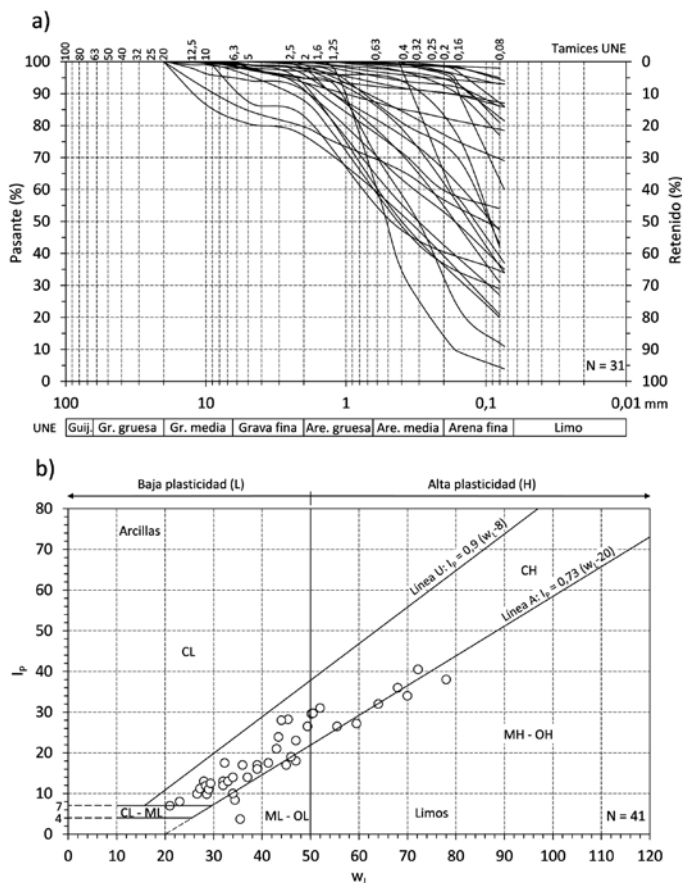 a)
100 80 63 50 40 32 25 20 12,5 10 6,3 5 2,5 2 1,6 1,25 0,63 0,4 0,32 0,25 0,2 0,16 0,08 Tamices UNE
100 90 80 70 60 50 40 30 20 10 0
Pasante (%)
0 10 20 30 40 50 60 70 80 90 100
Retenido (%)
N = 31
100 10 1 0,1 0,01 mm
UNE Guij. Gr. gruesa Gr. media Grava fina Are. gruesa Are. media Arena fina Limo
b)
Baja plasticidad (L) Alta plasticidad (H)
80 70 60 50 40 30 20 10 7 4 0
Iₚ
Arcillas
Línea U: Iₚ = 0,9 (wL-8)
CH
Línea A: Iₚ = 0,73 (wL-20)
CL
MH - OH
CL - ML
ML - OL
Limos
N = 41
0 10 20 30 40 50 60 70 80 90 100 110 120
wL